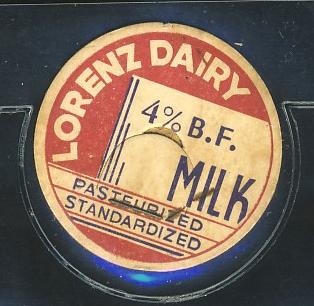 LORENZ DAIRY
4% B.F.
MILK
PASTEURIZED
STANDARDIZED